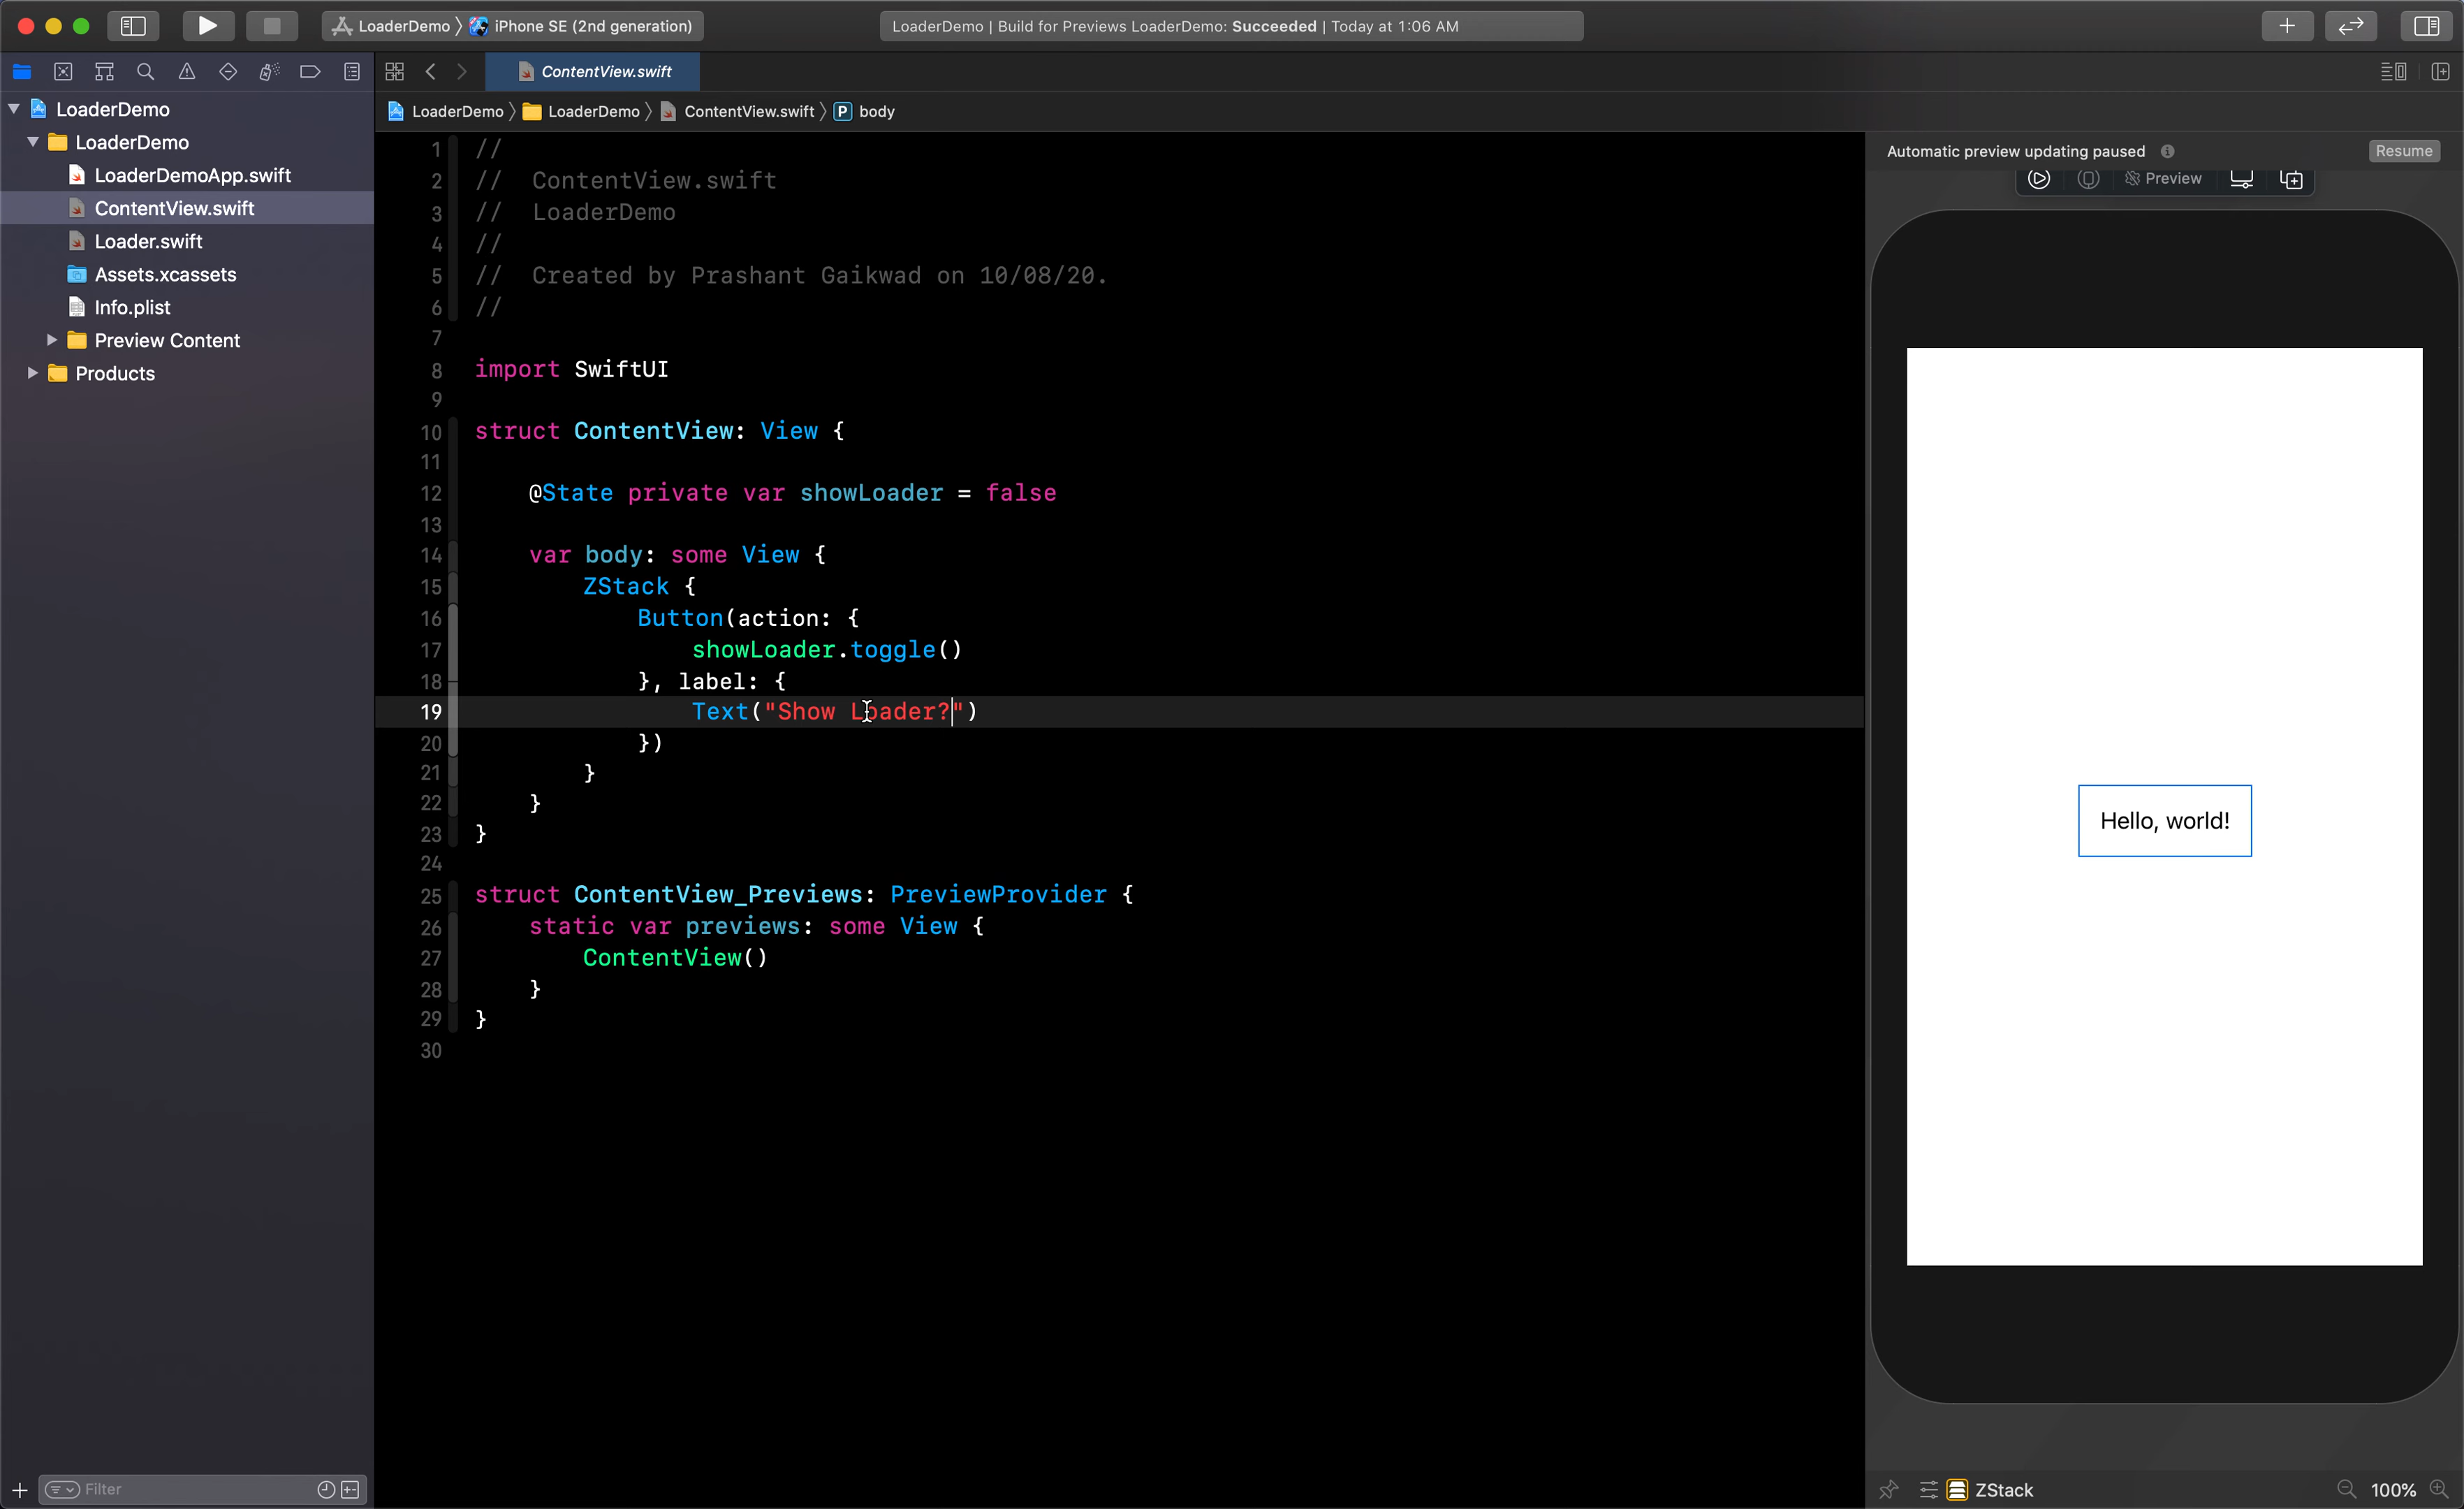 LoaderDemo 〉 iPhone SE (2nd generation)
LoaderDemo | Build for Previews LoaderDemo: Succeeded | Today at 1:06 AM
ContentView.swift
LoaderDemo 〉 LoaderDemo 〉 ContentView.swift 〉 P body
LoaderDemo
LoaderDemo
LoaderDemoApp.swift
ContentView.swift
Loader.swift
Assets.xcassets
Info.plist
Preview Content
Products
Filter
1 //
2 //  ContentView.swift
3 //  LoaderDemo
4 //
5 //  Created by Prashant Gaikwad on 10/08/20.
6 //
7
8 import SwiftUI
9
10 struct ContentView: View {
11
12     @State private var showLoader = false
13
14     var body: some View {
15         ZStack {
16             Button(action: {
17                 showLoader.toggle()
18             }, label: {
19                 Text("Show Loader?")
20             })
21         }
22     }
23 }
24
25 struct ContentView_Previews: PreviewProvider {
26     static var previews: some View {
27         ContentView()
28     }
29 }
30
Automatic preview updating paused
Resume
Preview
Hello, world!
ZStack
100%